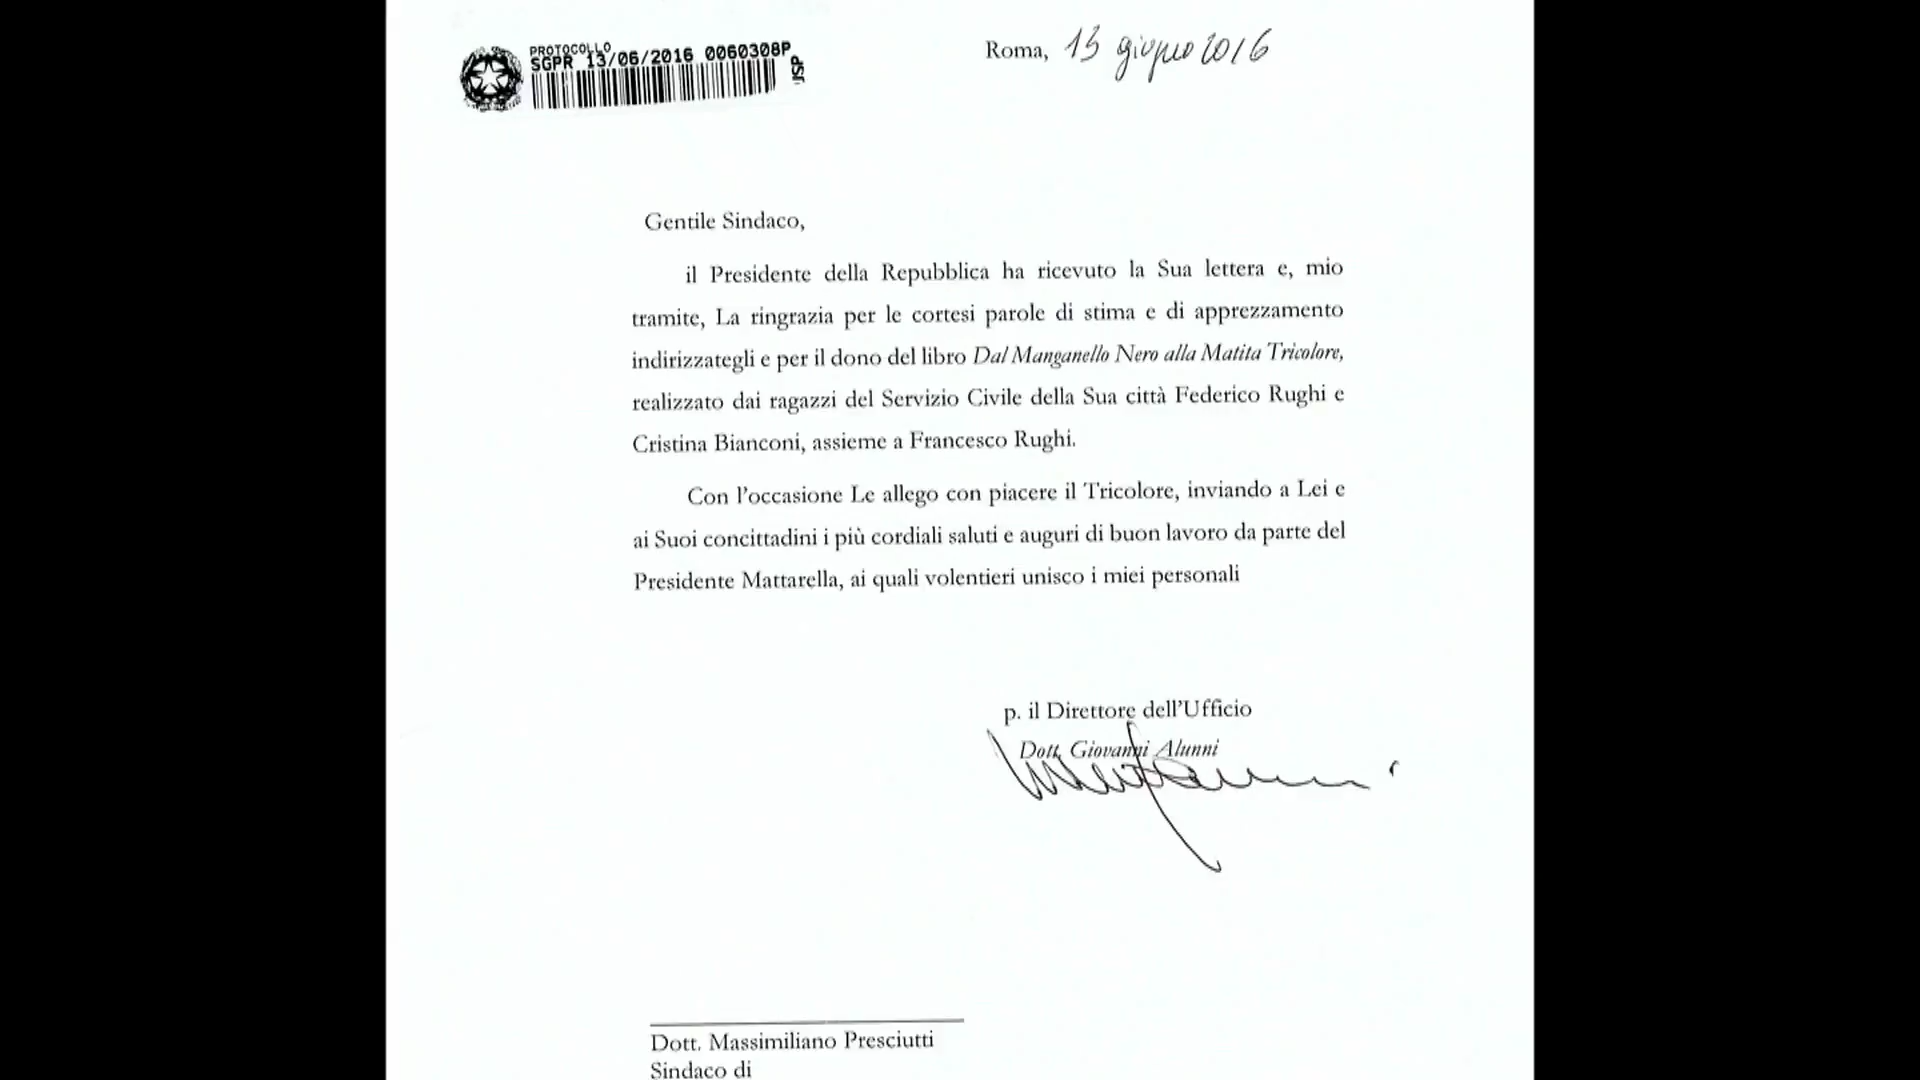 PROTOCOLLO
SGPR 13/06/2016 0060308P
Roma, 13 giugno 2016
Gentile Sindaco,
il Presidente della Repubblica ha ricevuto la Sua lettera e, mio
tramite, La ringrazia per le cortesi parole di stima e di apprezzamento
indirizzategli e per il dono del libro Dal Manganello Nero alla Matita Tricolore,
realizzato dai ragazzi del Servizio Civile della Sua città Federico Rughi e
Cristina Bianconi, assieme a Francesco Rughi.
Con l'occasione Le allego con piacere il Tricolore, inviando a Lei e
ai Suoi concittadini i più cordiali saluti e auguri di buon lavoro da parte del
Presidente Mattarella, ai quali volentieri unisco i miei personali
p. il Direttore dell'Ufficio
Dott. Giovanni Alunni
Dott. Massimiliano Presciutti
Sindaco di